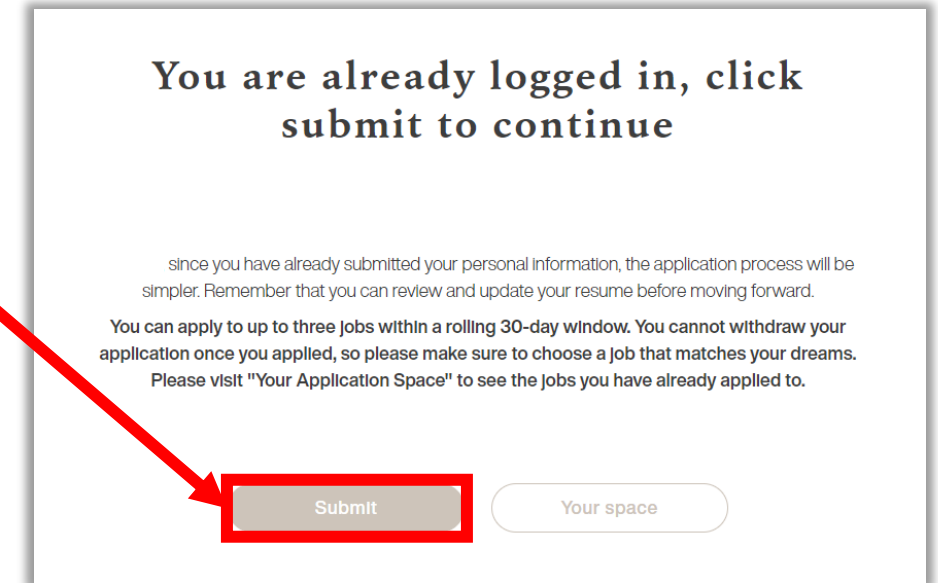 You are already logged in, click
submit to continue
since you have already submitted your personal information, the application process will be
simpler. Remember that you can review and update your resume before moving forward.
You can apply to up to three jobs within a rolling 30-day window. You cannot withdraw your
application once you applied, so please make sure to choose a job that matches your dreams.
Please visit "Your Application Space" to see the jobs you have already applied to.
Submit
Your space